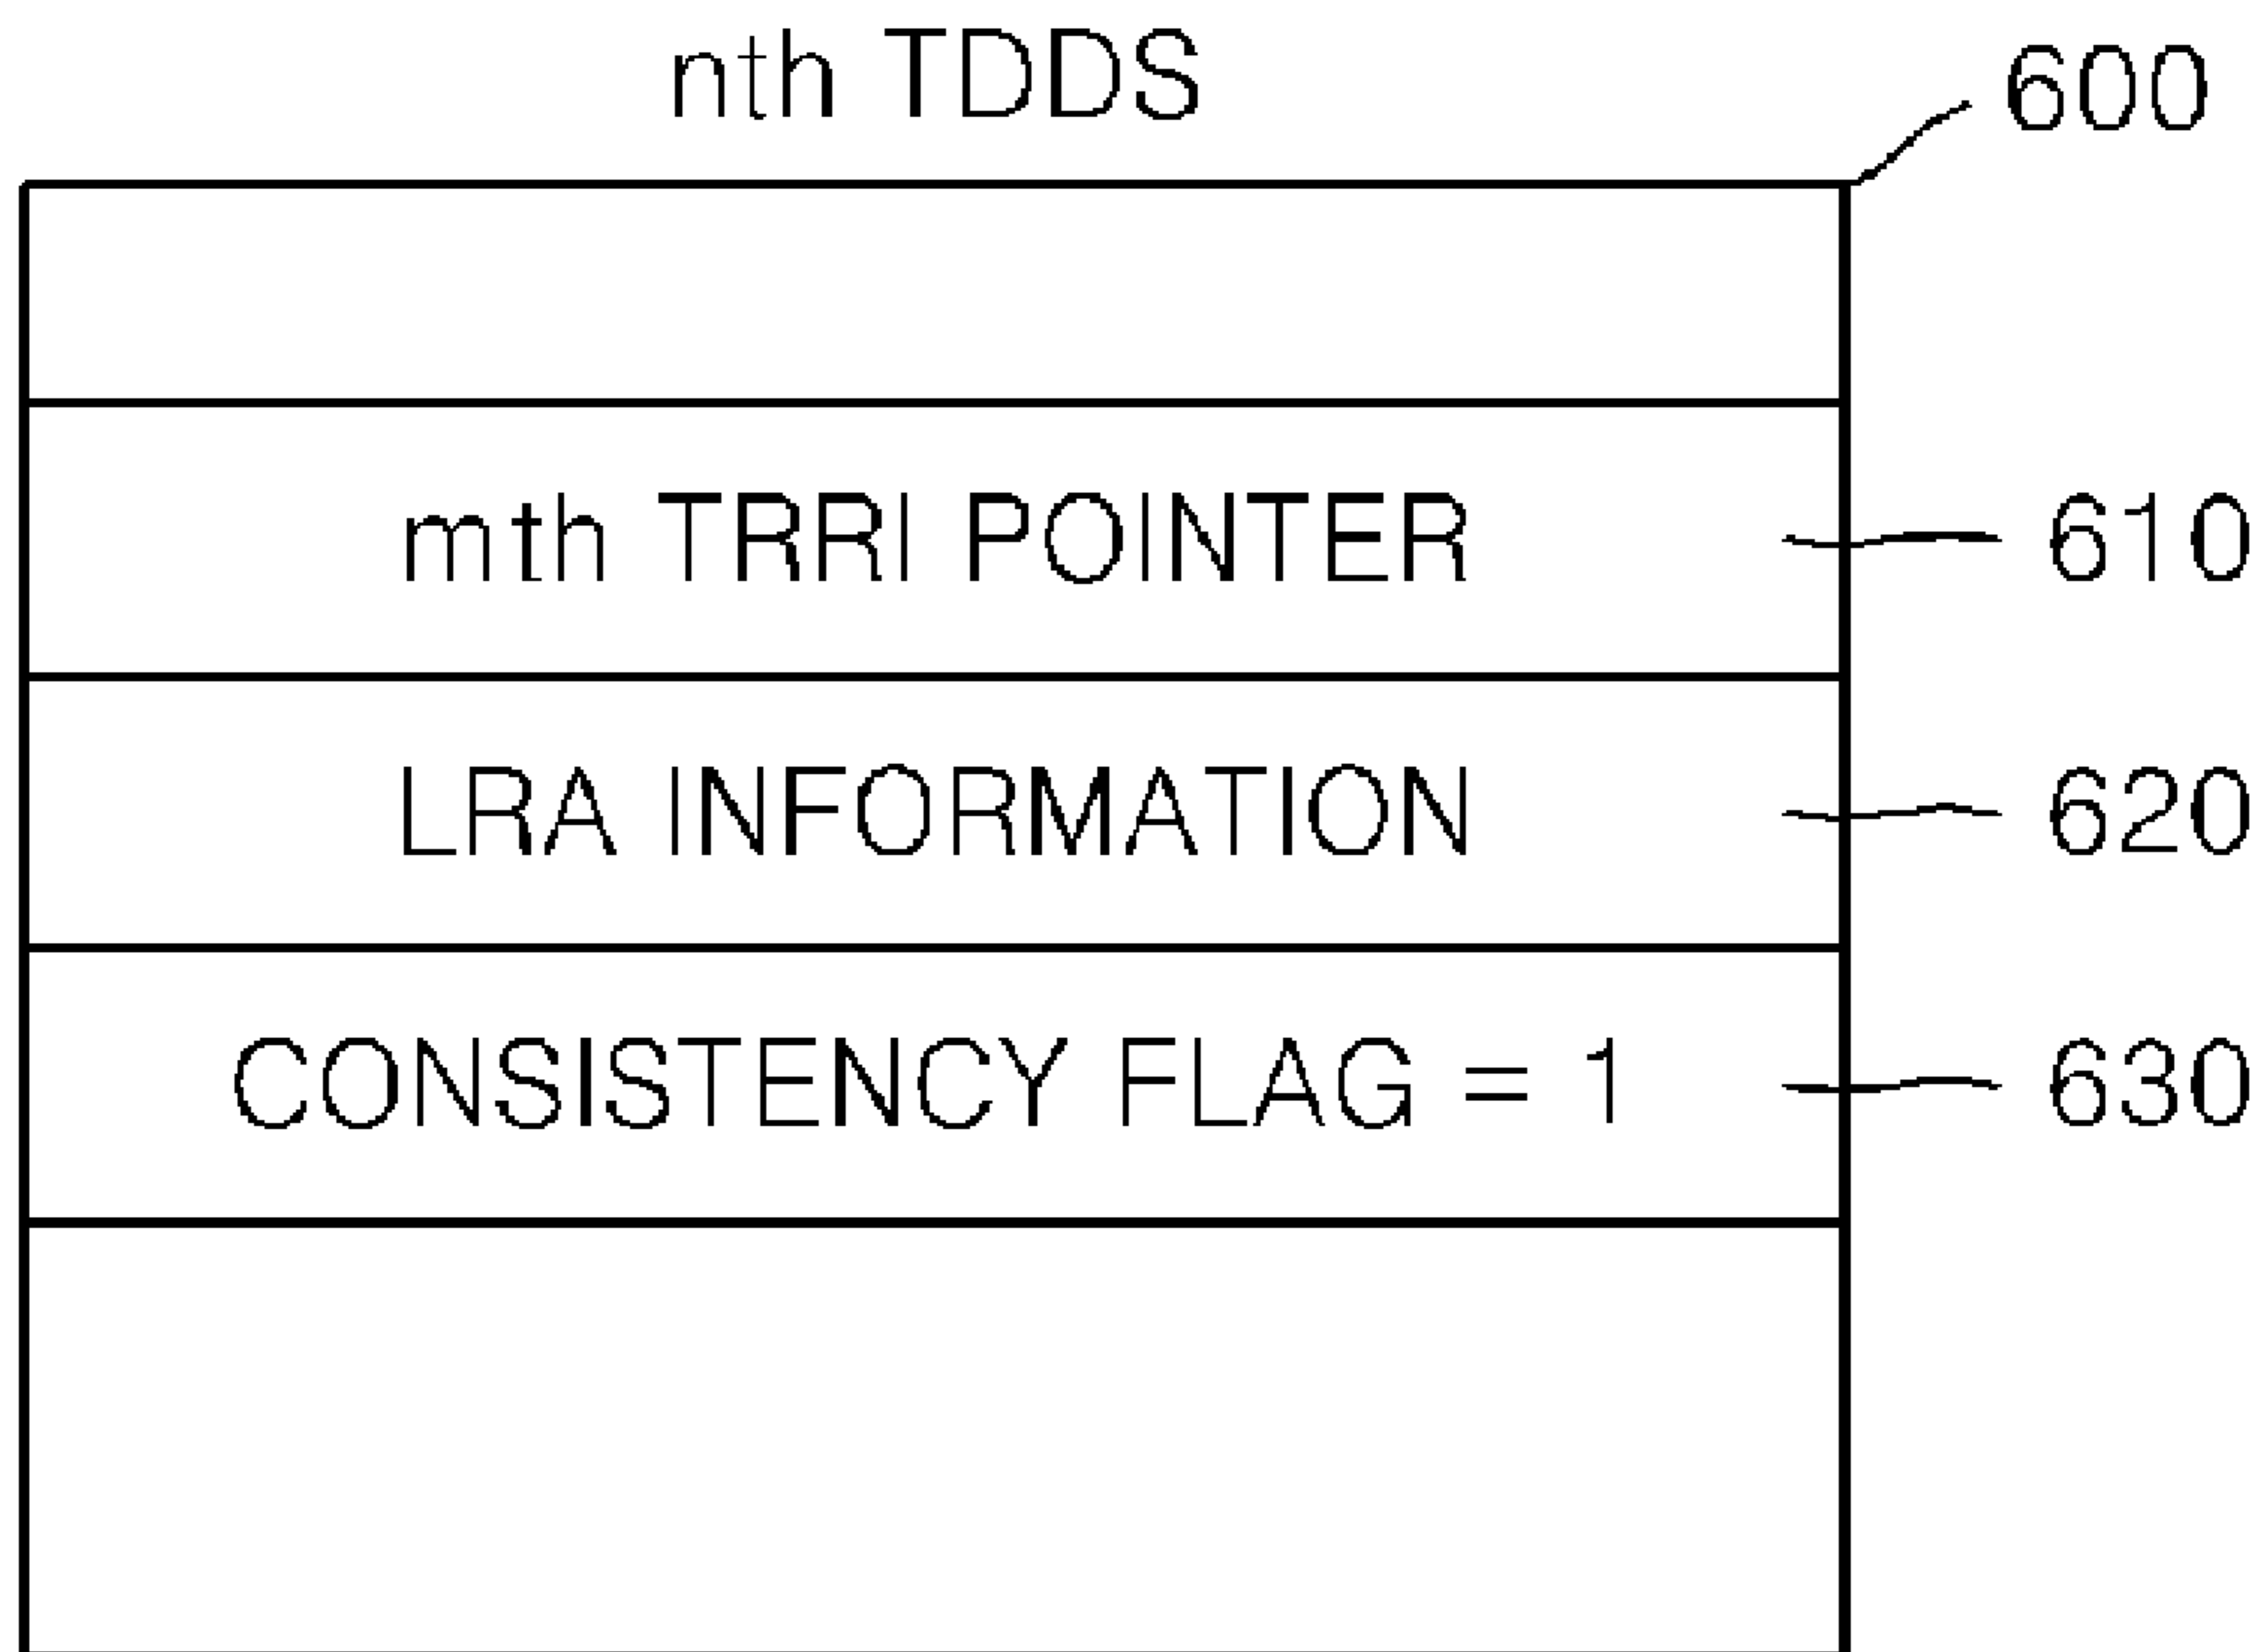 nth TDDS
600
mth TRRI POINTER 610
LRA INFORMATION 620
CONSISTENCY FLAG = 1 630